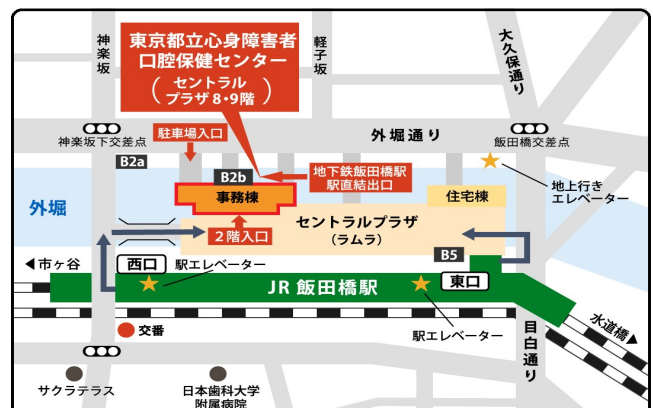 神楽坂
東京都立心身障害者
口腔保健センター
(セントラル
プラザ8・9階)
軽子坂
大久保通り
神楽坂下交差点
駐車場入口
外堀通り
飯田橋交差点
B2a
B2b
地下鉄飯田橋駅
駅直結出口
地上行き
エレベーター
外堀
事務棟
住宅棟
2階入口
セントラルプラザ
(ラムラ)
B5
市ヶ谷
西口
駅エレベーター
JR 飯田橋駅
東口
交番
駅エレベーター
目白通り
水道橋
サクラテラス
日本歯科大学
附属病院